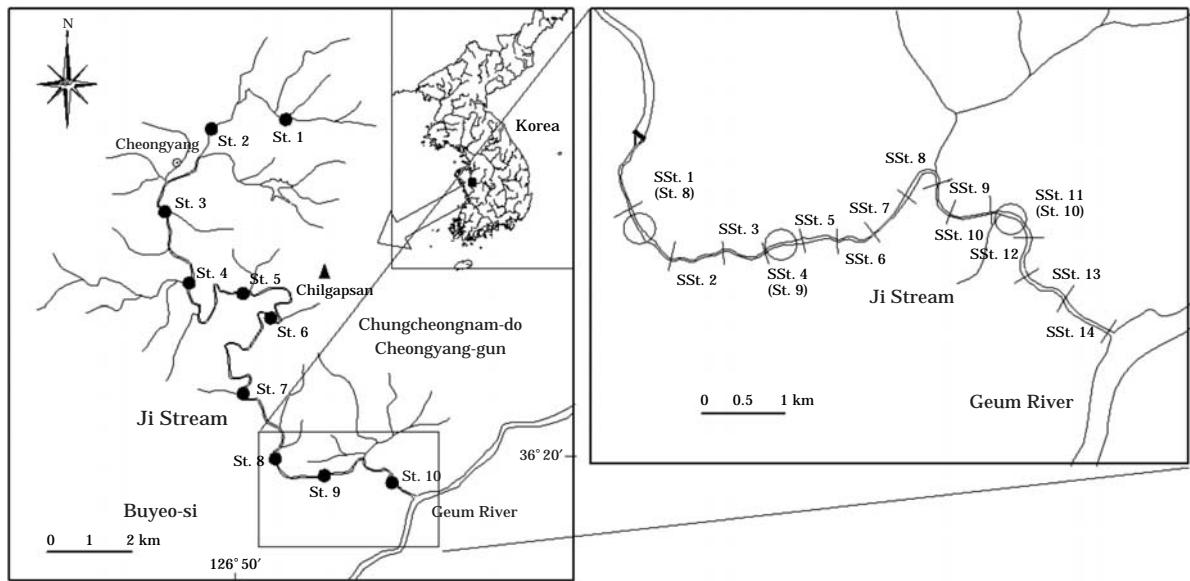 N
St. 1
St. 2
Cheongyang
St. 3
St. 4
St. 5
Chilgapsan
St. 6
Chungcheongnam-do
Cheongyang-gun
St. 7
Ji Stream
St. 8
St. 9
St. 10
36° 20′
Geum River
Buyeo-si
0 1 2 km
126° 50′
Korea
SSt. 1
(St. 8)
SSt. 2
SSt. 3
SSt. 4
(St. 9)
SSt. 5
SSt. 6
SSt. 7
SSt. 8
SSt. 9
SSt. 10
SSt. 11
(St. 10)
SSt. 12
SSt. 13
SSt. 14
Ji Stream
0 0.5 1 km
Geum River